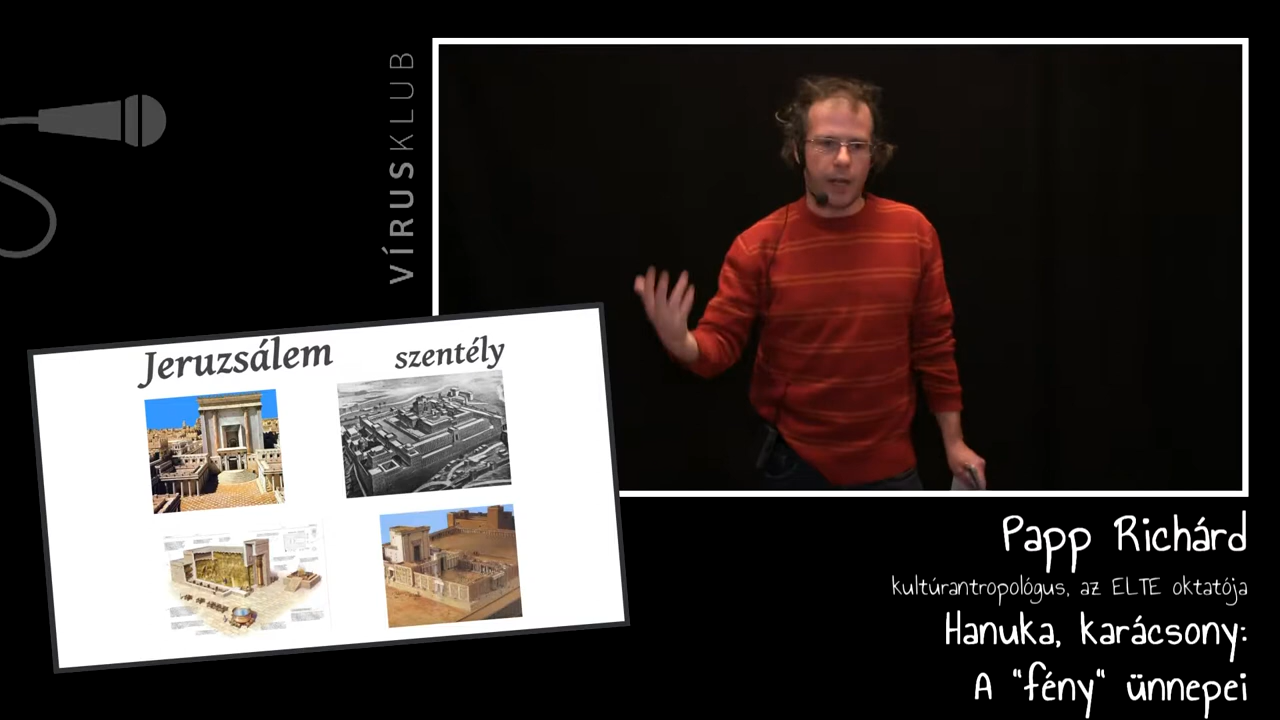 VÍRUSKLUB
Jeruzsálem szentély
Papp Richárd
kultúrantropológus, az ELTE oktatója
Hanuka, karácsony:
A "fény" ünnepei